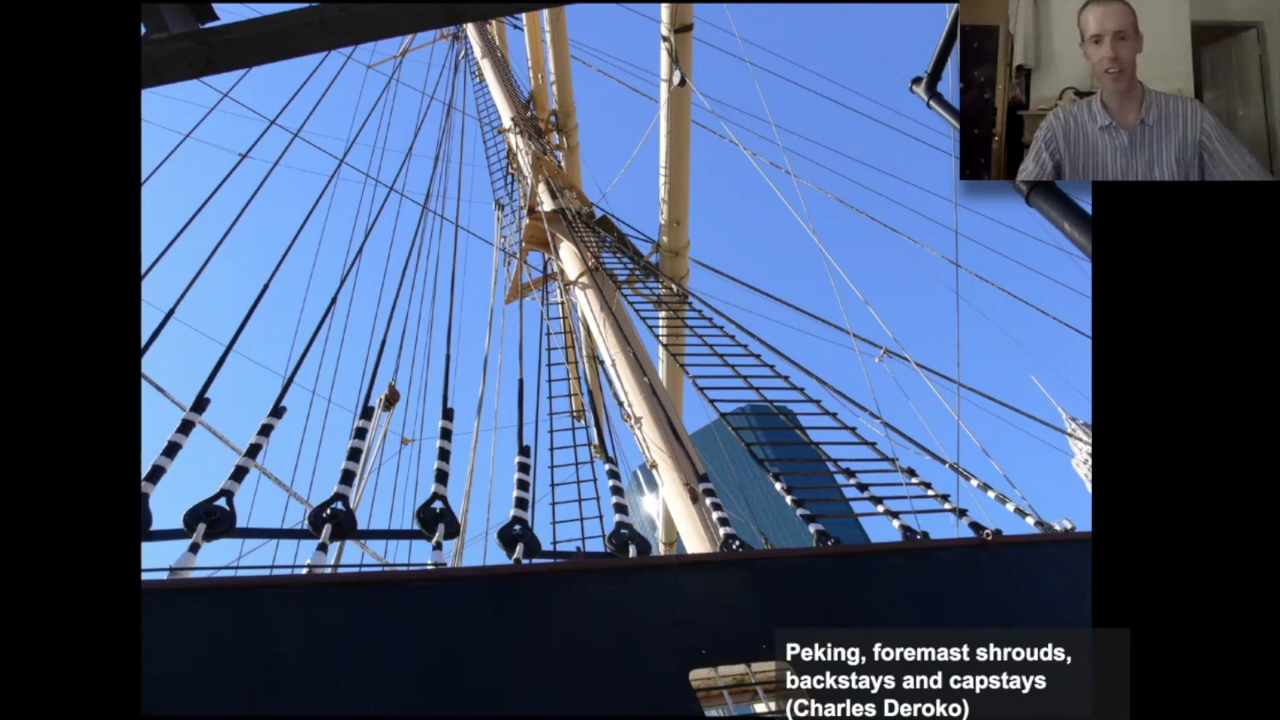 Peking, foremast shrouds,
backstays and capstays
(Charles Deroko)